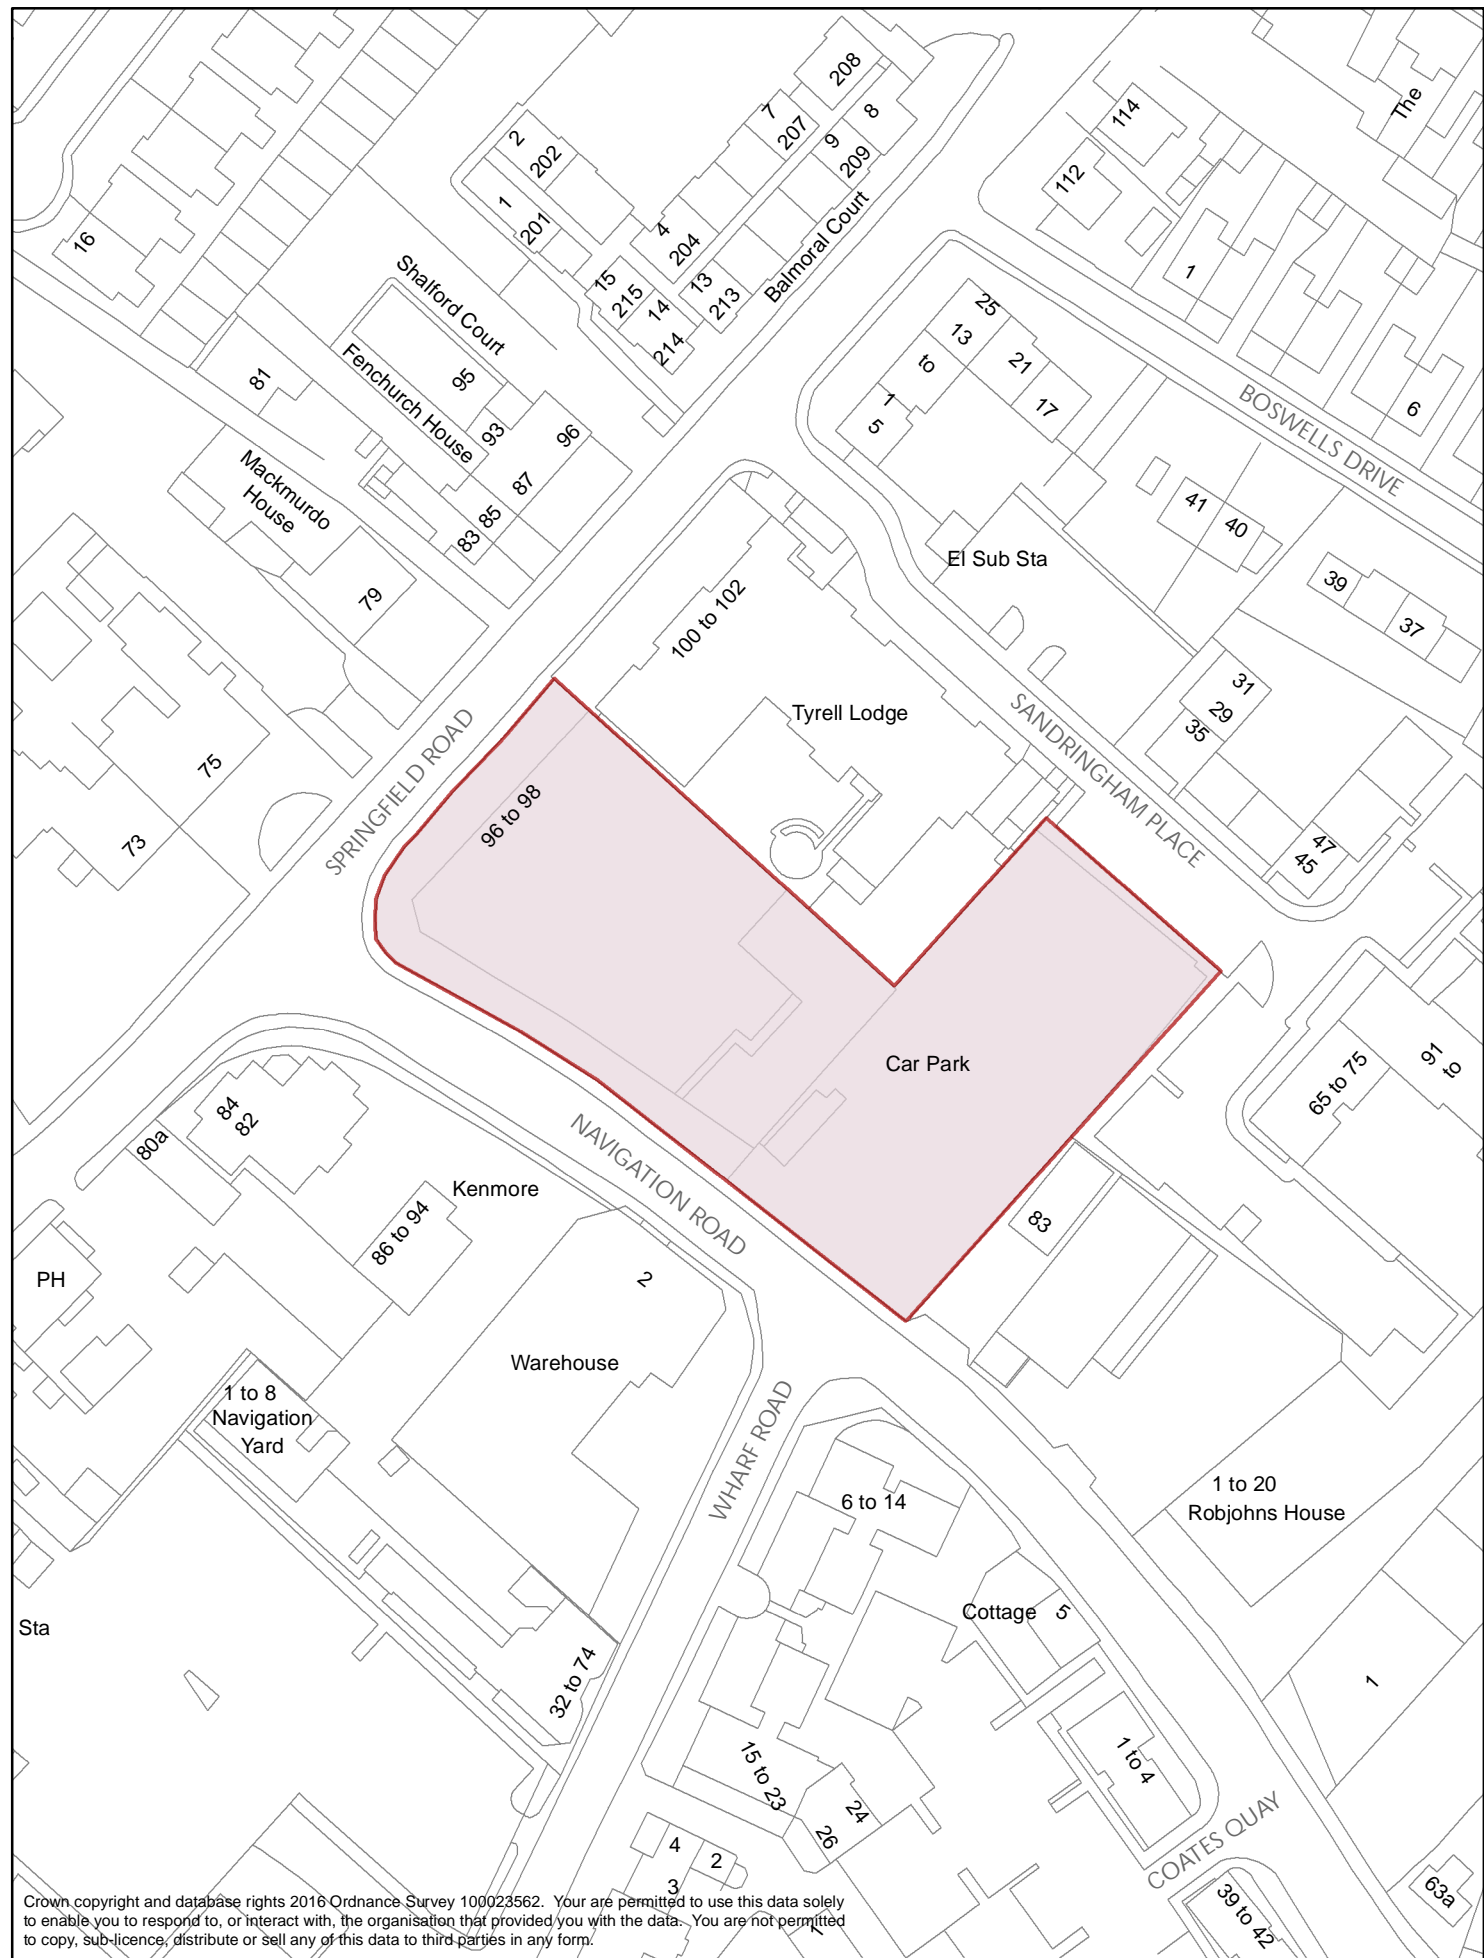 208
7
207
8
9
209
2
202
1
201
4
204
15
215
14
214
13
213
Balmoral Court
The
114
112
1
6
BOSWELLS DRIVE
16
Shalford Court
Fenchurch House
95
93
96
87
85
83
81
Mackmurdo
House
79
25
13
to
1
5
21
17
41
40
39
37
El Sub Sta
100 to 102
Tyrell Lodge
SANDRINGHAM PLACE
31
29
35
47
45
SPRINGFIELD ROAD
75
73
96 to 98
Car Park
65 to 75
91
to
NAVIGATION ROAD
84
82
80a
Kenmore
86 to 94
PH
83
2
Warehouse
1 to 8
Navigation
Yard
WHARF ROAD
6 to 14
1 to 20
Robjohns House
Cottage
5
Sta
32 to 74
1
1 to 4
15 to 23
24
26
COATES QUAY
4
2
3
1
63a
39 to 42
Crown copyright and database rights 2016 Ordnance Survey 100023562.  Your are permitted to use this data solely
to enable you to respond to, or interact with, the organisation that provided you with the data.  You are not permitted
to copy, sub-licence, distribute or sell any of this data to third parties in any form.